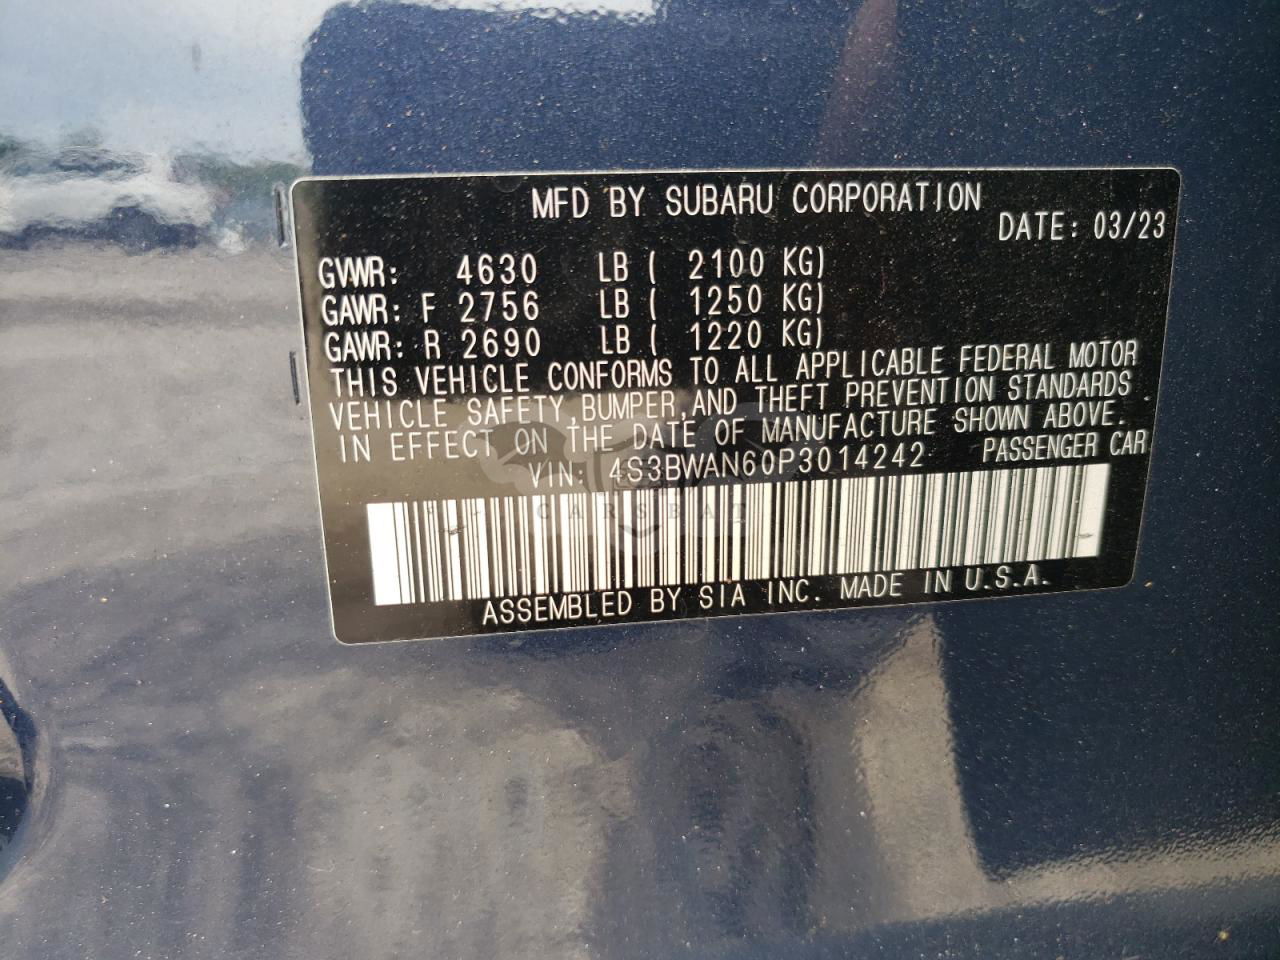 MFD BY SUBARU CORPORATION
DATE: 03/23
GVWR: 4630 LB ( 2100 KG)
GAWR: F 2756 LB ( 1250 KG)
GAWR: R 2690 LB ( 1220 KG)
THIS VEHICLE CONFORMS TO ALL APPLICABLE FEDERAL MOTOR
VEHICLE SAFETY, BUMPER, AND THEFT PREVENTION STANDARDS
IN EFFECT ON THE DATE OF MANUFACTURE SHOWN ABOVE.
VIN: 4S3BWAN60P3014242 PASSENGER CAR
CARSBAT
ASSEMBLED BY SIA INC. MADE IN U.S.A.